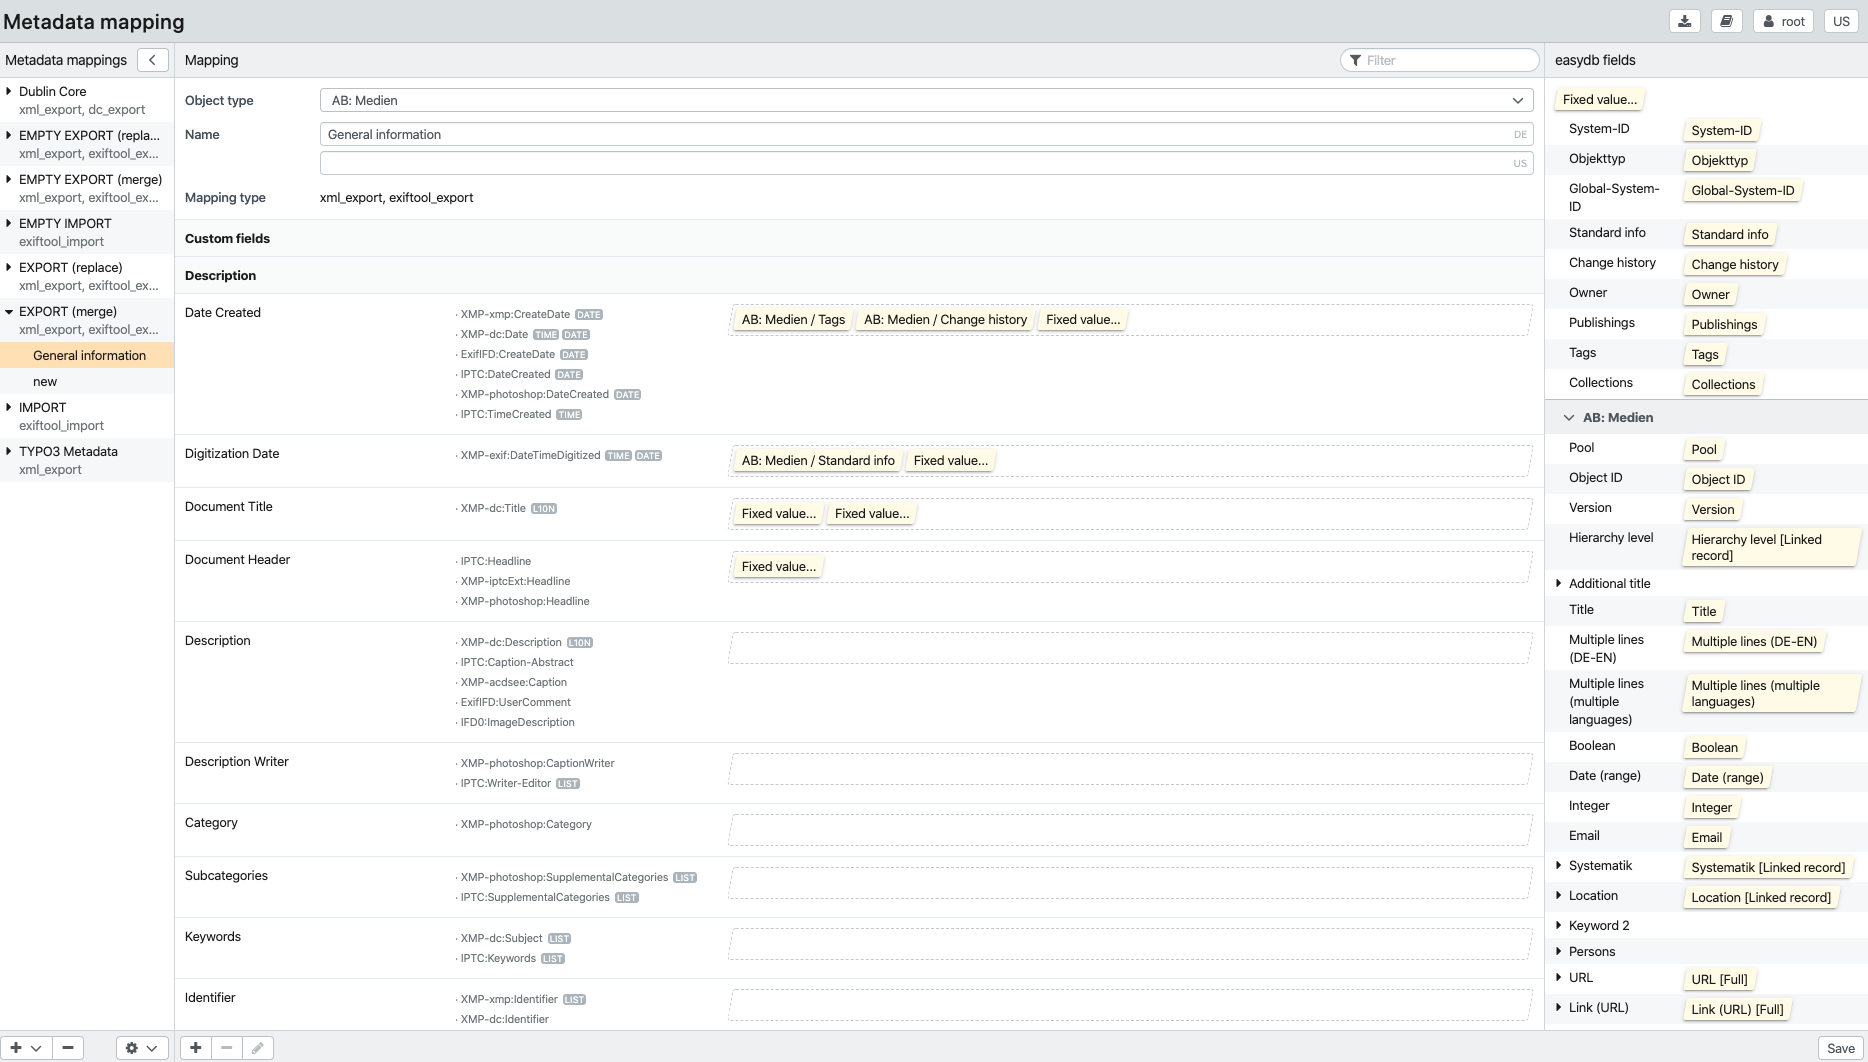 Metadata mapping
root
US
Metadata mappings
Mapping
Filter
easydb fields
Dublin Core
xml_export, dc_export
EMPTY EXPORT (repla...
xml_export, exiftool_ex...
EMPTY EXPORT (merge)
xml_export, exiftool_ex...
EMPTY IMPORT
exiftool_import
EXPORT (replace)
xml_export, exiftool_ex...
EXPORT (merge)
xml_export, exiftool_ex...
General information
new
IMPORT
exiftool_import
TYPO3 Metadata
xml_export
Object type AB: Medien
Name General information DE
US
Mapping type xml_export, exiftool_export
Custom fields
Description
Date Created
· XMP-xmp:CreateDate DATE
· XMP-dc:Date TIME DATE
· ExifIFD:CreateDate DATE
· IPTC:DateCreated DATE
· XMP-photoshop:DateCreated DATE
· IPTC:TimeCreated TIME
AB: Medien / Tags AB: Medien / Change history Fixed value...
Digitization Date
· XMP-exif:DateTimeDigitized TIME DATE
AB: Medien / Standard info Fixed value...
Document Title
· XMP-dc:Title L10N
Fixed value... Fixed value...
Document Header
· IPTC:Headline
· XMP-iptcExt:Headline
· XMP-photoshop:Headline
Fixed value...
Description
· XMP-dc:Description L10N
· IPTC:Caption-Abstract
· XMP-acdsee:Caption
· ExifIFD:UserComment
· IFD0:ImageDescription
Description Writer
· XMP-photoshop:CaptionWriter
· IPTC:Writer-Editor LIST
Category
· XMP-photoshop:Category
Subcategories
· XMP-photoshop:SupplementalCategories LIST
· IPTC:SupplementalCategories LIST
Keywords
· XMP-dc:Subject LIST
· IPTC:Keywords LIST
Identifier
· XMP-xmp:Identifier LIST
· XMP-dc:Identifier
Fixed value...
System-ID System-ID
Objekttyp Objekttyp
Global-System-
ID
Global-System-ID
Standard info Standard info
Change history Change history
Owner Owner
Publishings Publishings
Tags Tags
Collections Collections
AB: Medien
Pool Pool
Object ID Object ID
Version Version
Hierarchy level Hierarchy level [Linked
record]
Additional title
Title Title
Multiple lines
(DE-EN)
Multiple lines (DE-EN)
Multiple lines
(multiple
languages)
Multiple lines (multiple
languages)
Boolean Boolean
Date (range) Date (range)
Integer Integer
Email Email
Systematik Systematik [Linked record]
Location Location [Linked record]
Keyword 2
Persons
URL URL [Full]
Link (URL) Link (URL) [Full]
Save